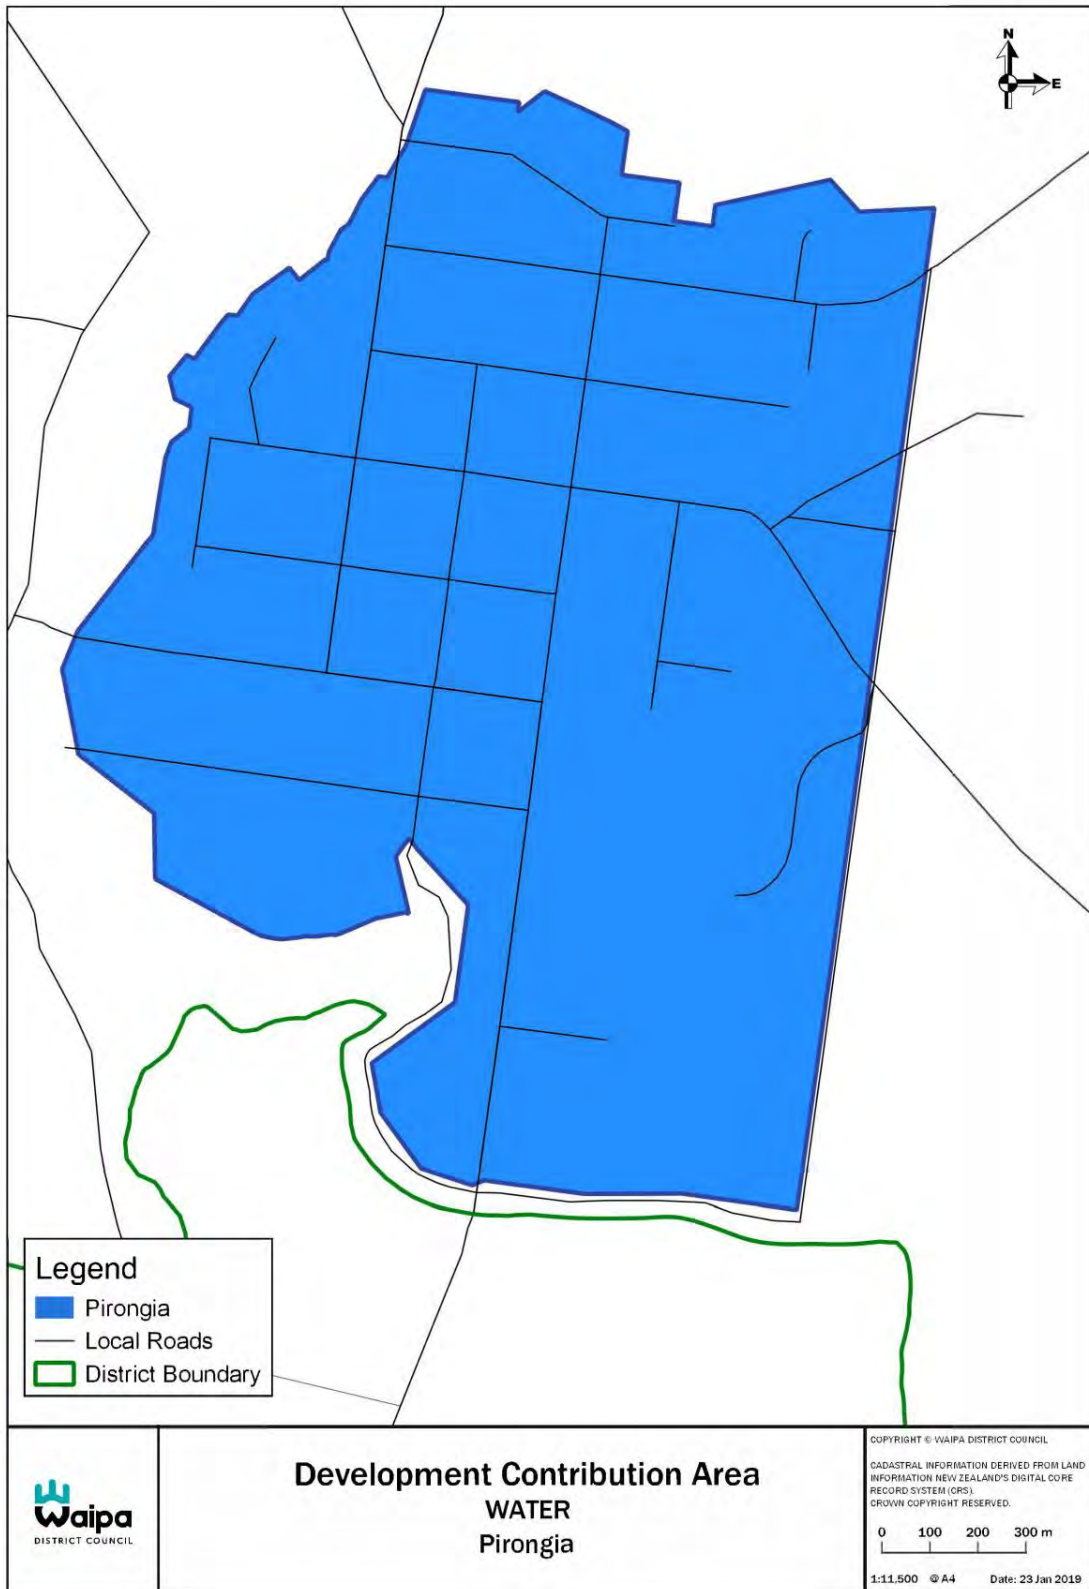 N
E
Legend
Pirongia
Local Roads
District Boundary
Waipa
DISTRICT COUNCIL
Development Contribution Area
WATER
Pirongia
COPYRIGHT © WAIPA DISTRICT COUNCIL
CADASTRAL INFORMATION DERIVED FROM LAND
INFORMATION NEW ZEALAND'S DIGITAL CORE
RECORD SYSTEM (CRS).
CROWN COPYRIGHT RESERVED.
0 100 200 300 m
1:11,500 @ A4 Date: 23 Jan 2019